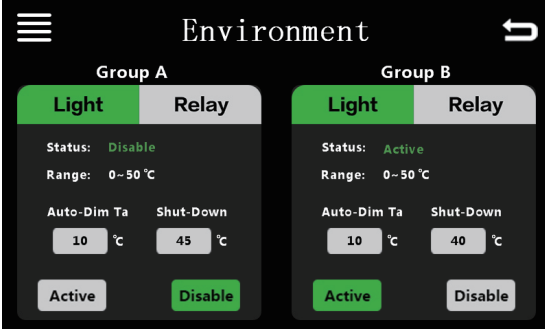 Environment
Group A Group B
Light Relay Light Relay
Status: Disable Status: Active
Range: 0~50℃ Range: 0~50℃
Auto-Dim Ta Shut-Down Auto-Dim Ta Shut-Down
10 ℃ 45 ℃ 10 ℃ 40 ℃
Active Disable Active Disable